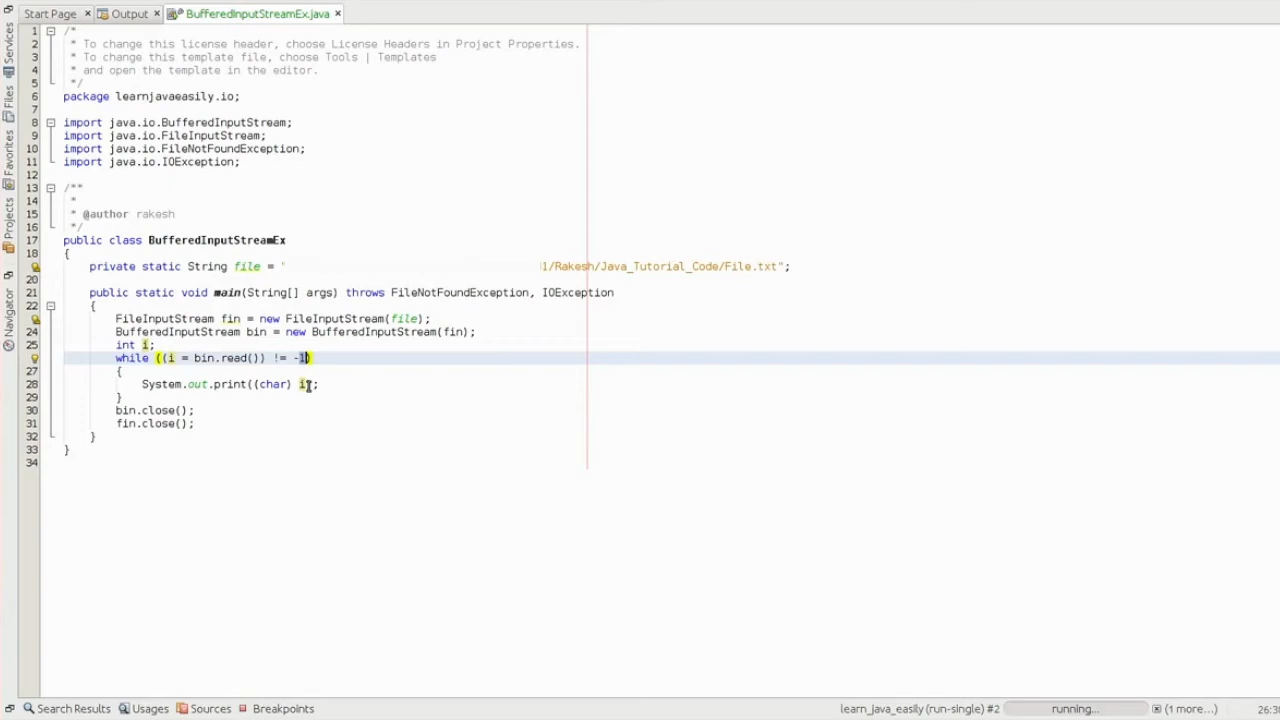 Start Page Output BufferedInputStreamEx.java
Services
Files
Favorites
Projects
Navigator
1 /*
2 * To change this license header, choose License Headers in Project Properties.
3 * To change this template file, choose Tools | Templates
4 * and open the template in the editor.
5 */
6 package learnjavaeasily.io;
7
8 import java.io.BufferedInputStream;
9 import java.io.FileInputStream;
10 import java.io.FileNotFoundException;
11 import java.io.IOException;
12
13 /**
14 *
15 * @author rakesh
16 */
17 public class BufferedInputStreamEx
18 {
private static String file = " 1/Rakesh/Java_Tutorial_Code/File.txt";
20
21 public static void main(String[] args) throws FileNotFoundException, IOException
22 {
FileInputStream fin = new FileInputStream(file);
24 BufferedInputStream bin = new BufferedInputStream(fin);
25 int i;
while ((i = bin.read()) != -1)
27 {
28 System.out.print((char) i);
29 }
30 bin.close();
31 fin.close();
32 }
33 }
34
Search Results Usages Sources Breakpoints learn_java_easily (run-single) #2 running... (1 more...)